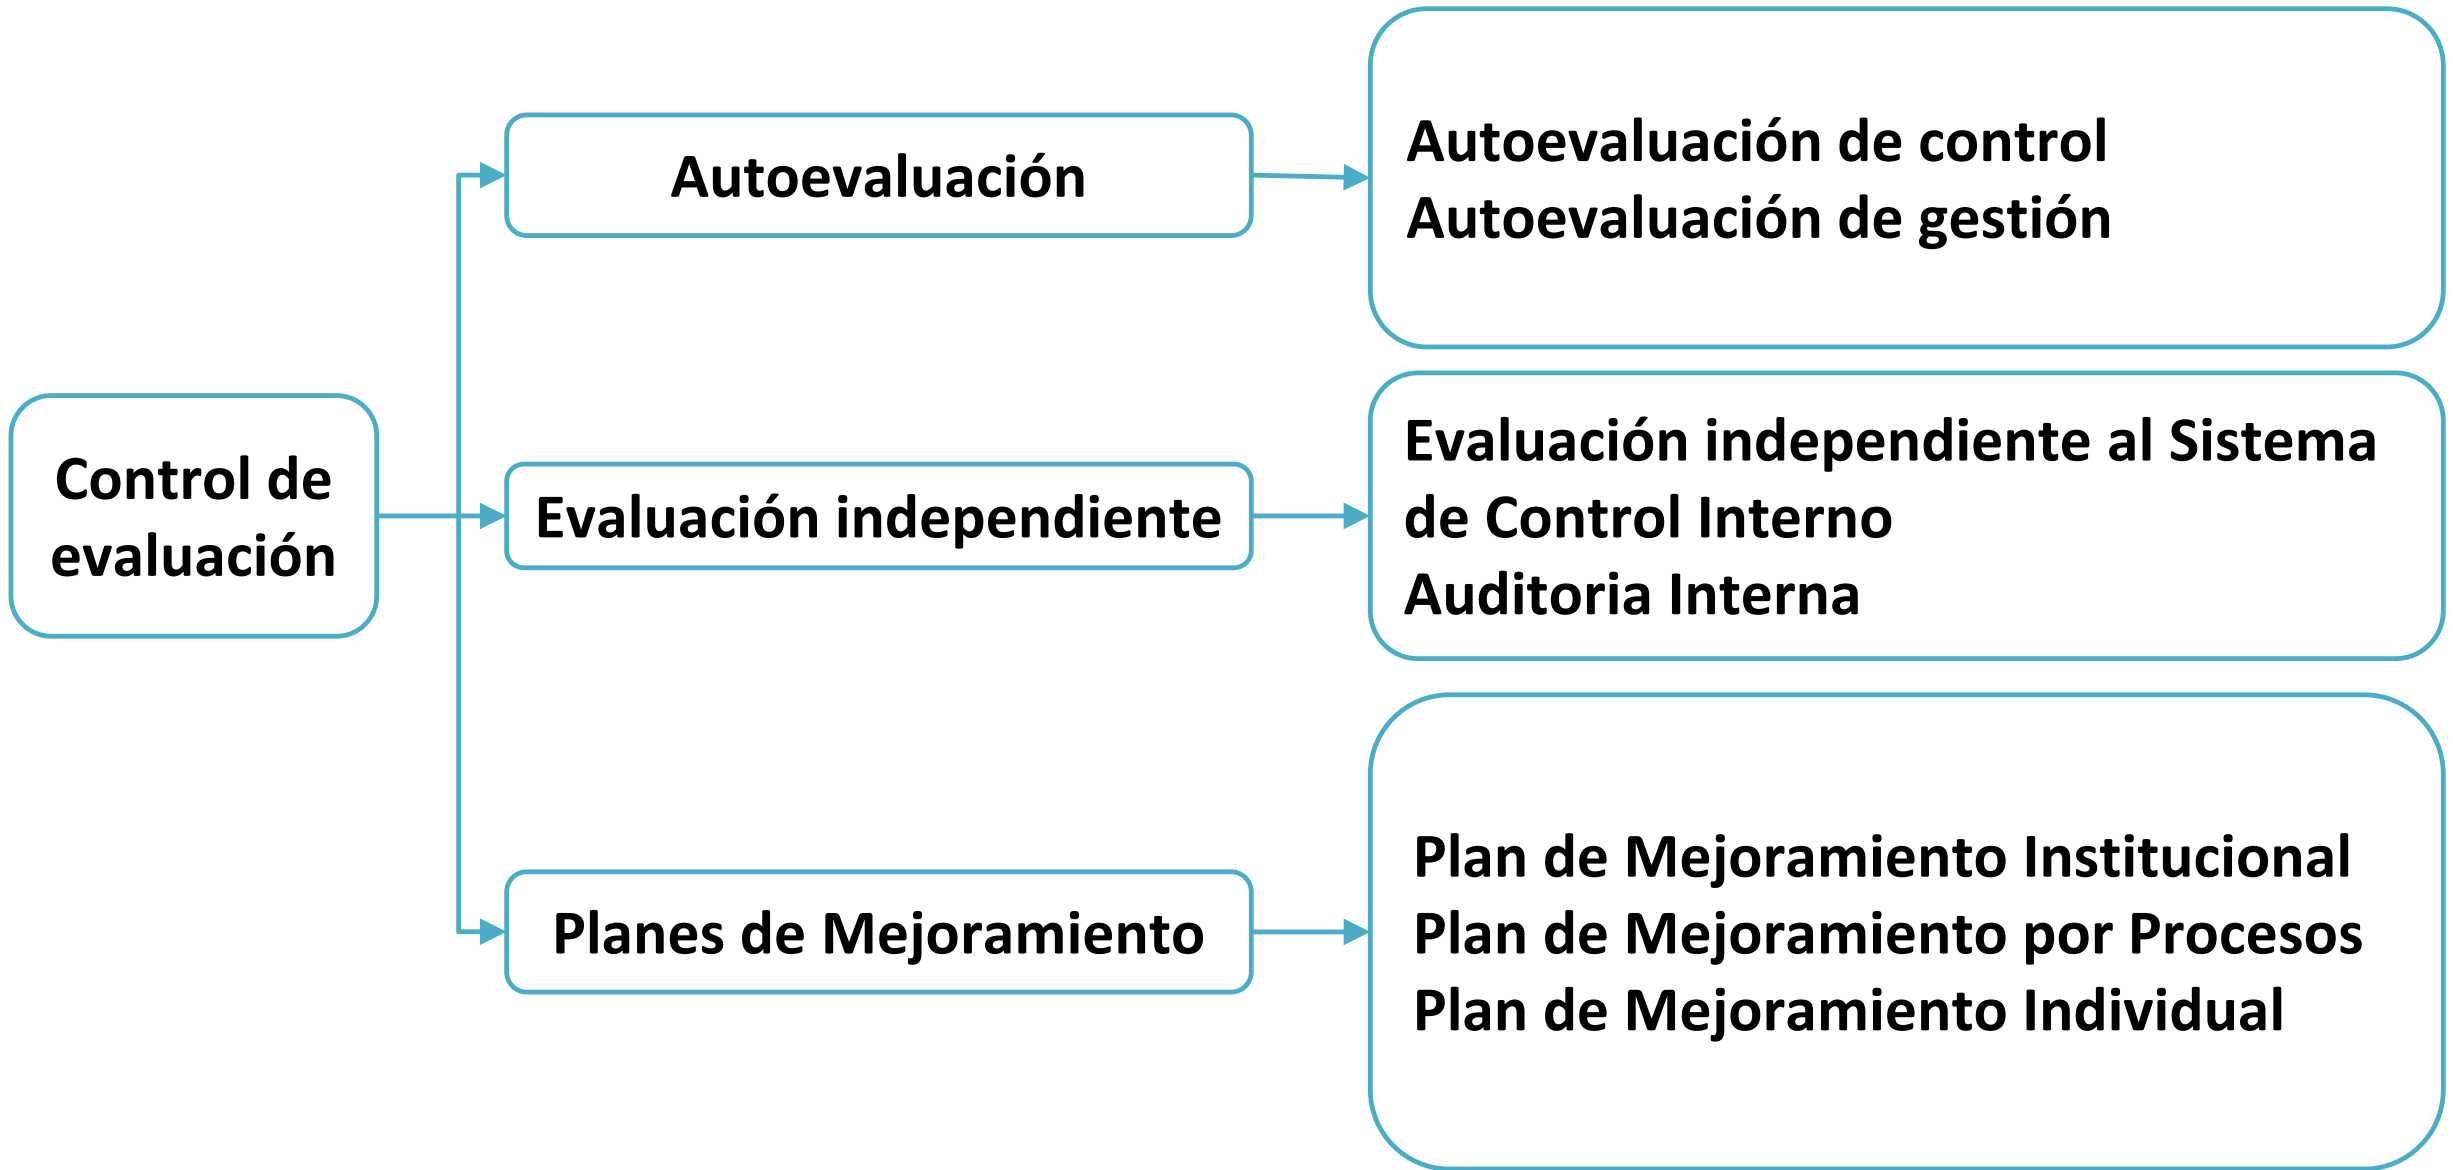 Control de
evaluación
Autoevaluación
Autoevaluación de control
Autoevaluación de gestión
Evaluación independiente
Evaluación independiente al Sistema
de Control Interno
Auditoria Interna
Planes de Mejoramiento
Plan de Mejoramiento Institucional
Plan de Mejoramiento por Procesos
Plan de Mejoramiento Individual